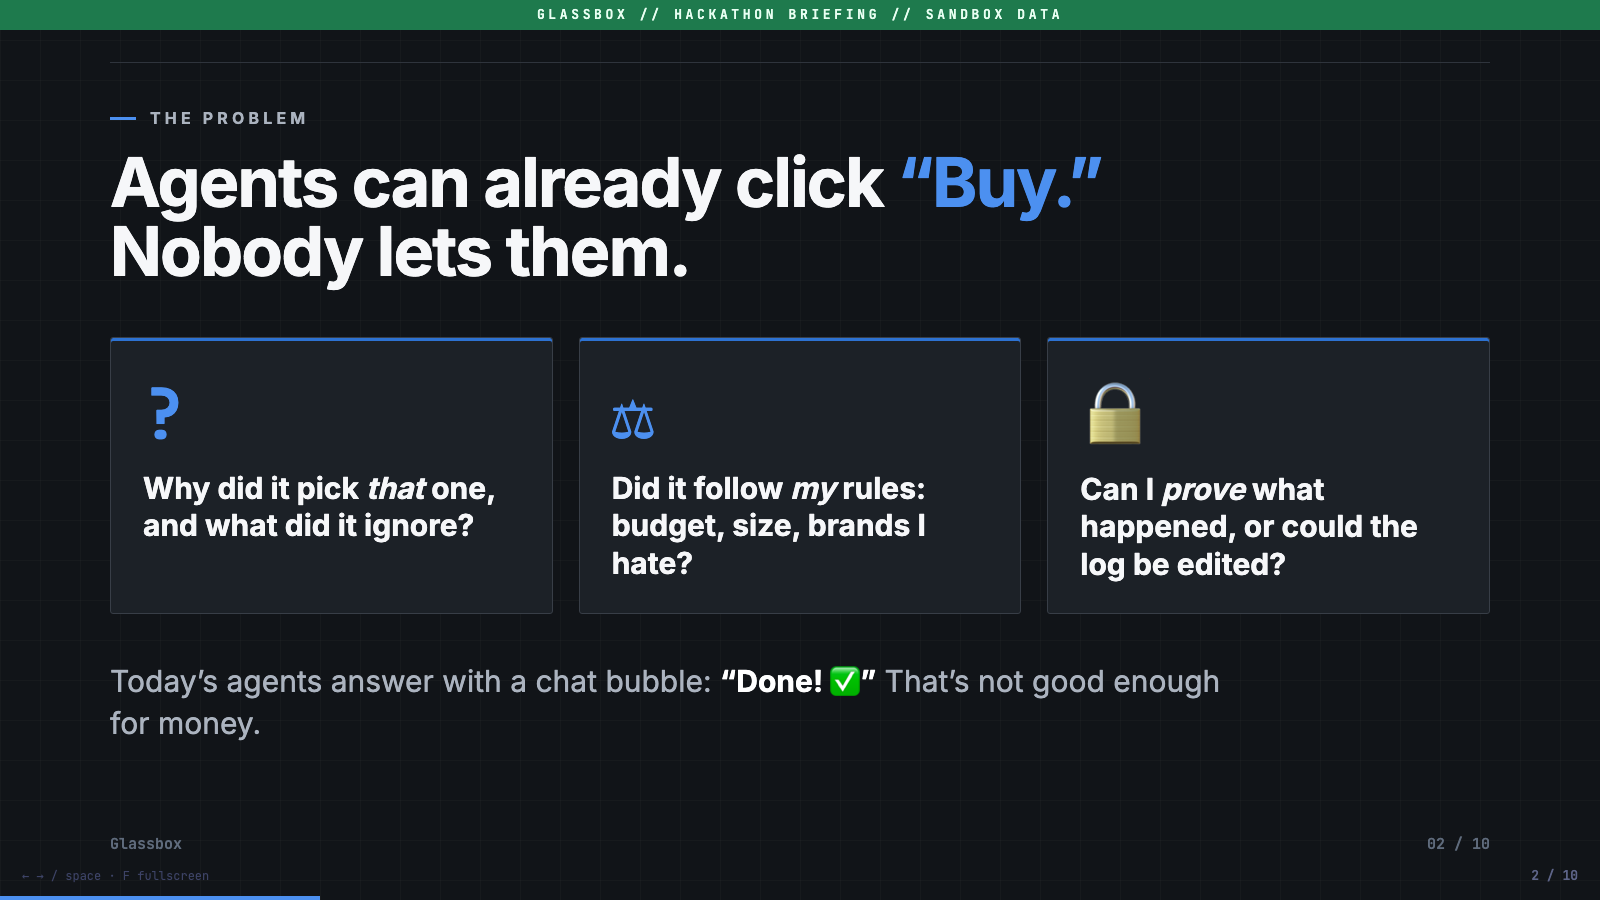 GLASSBOX // HACKATHON BRIEFING // SANDBOX DATA
THE PROBLEM
Agents can already click “Buy.”
Nobody lets them.
?
Why did it pick that one,
and what did it ignore?
⚖
Did it follow my rules:
budget, size, brands I
hate?
🔒
Can I prove what
happened, or could the
log be edited?
Today’s agents answer with a chat bubble: “Done! ✅” That’s not good enough
for money.
Glassbox
02 / 10
← → / space · F fullscreen
2 / 10